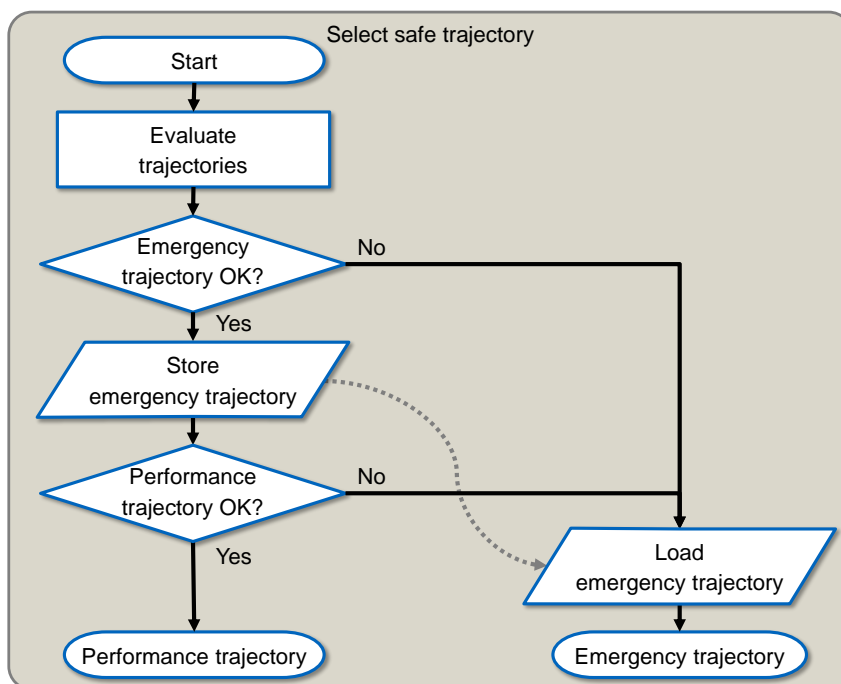 Select safe trajectory
Start
Evaluate
trajectories
Emergency
trajectory OK?
No
Yes
Store
emergency trajectory
Performance
trajectory OK?
No
Yes
Load
emergency trajectory
Performance trajectory
Emergency trajectory